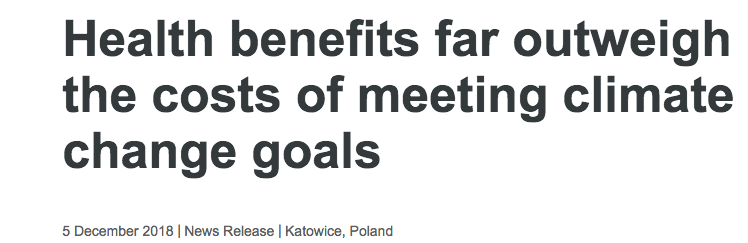 Health benefits far outweigh
the costs of meeting climate
change goals
5 December 2018 | News Release | Katowice, Poland